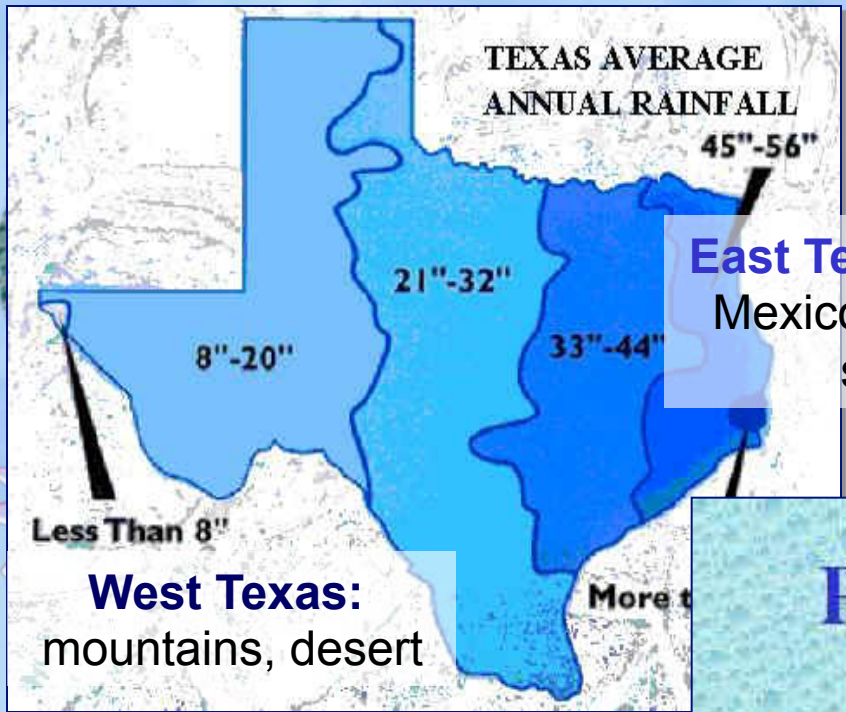 TEXAS AVERAGE
ANNUAL RAINFALL
45"-56"
East Te
Mexico
21"-32"
33"-44"
8"-20"
Less Than 8"
West Texas:
mountains, desert
More t